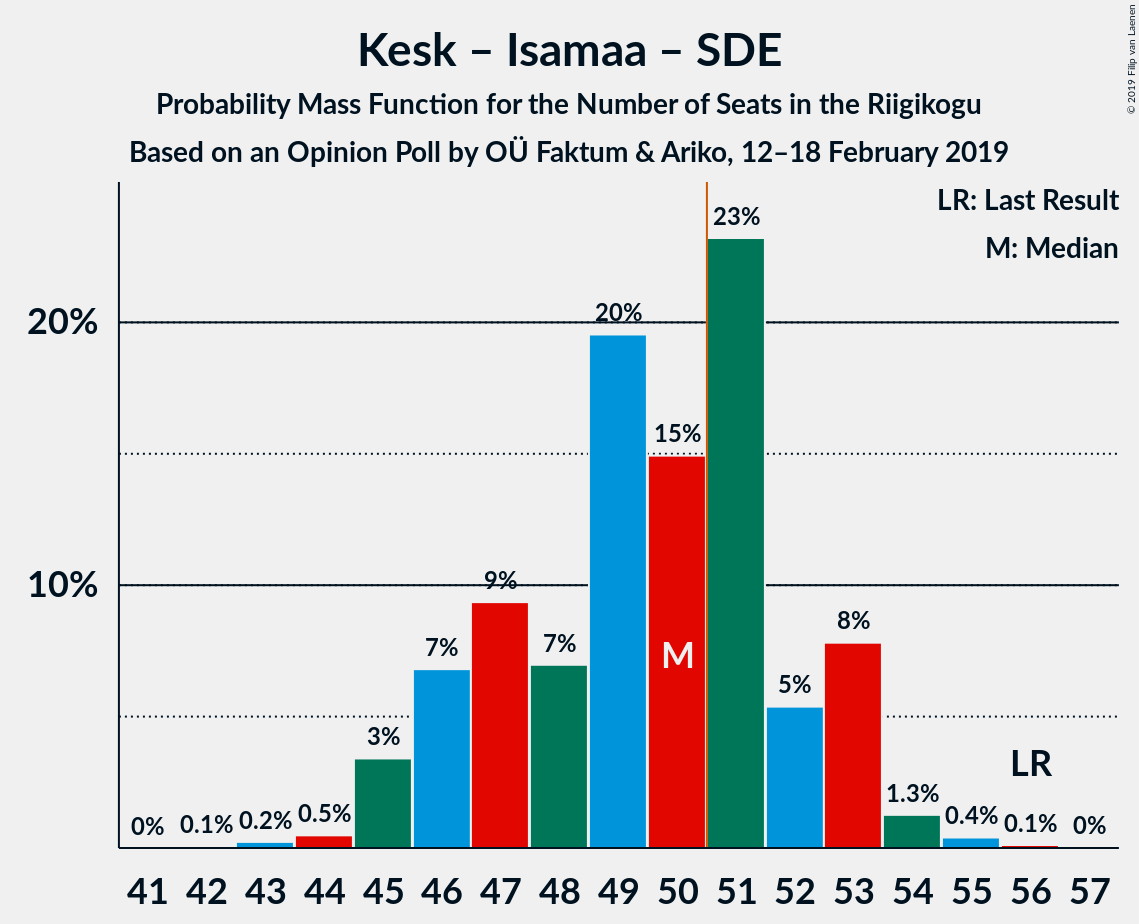 Kesk – Isamaa – SDE
Probability Mass Function for the Number of Seats in the Riigikogu
Based on an Opinion Poll by OÜ Faktum & Ariko, 12–18 February 2019
© 2019 Filip van Laenen
LR: Last Result
M: Median
20%
10%
0%
0.1%
0.2%
0.5%
3%
7%
9%
7%
20%
15%
23%
5%
8%
1.3%
0.4%
0.1%
0%
M
LR
41 42 43 44 45 46 47 48 49 50 51 52 53 54 55 56 57